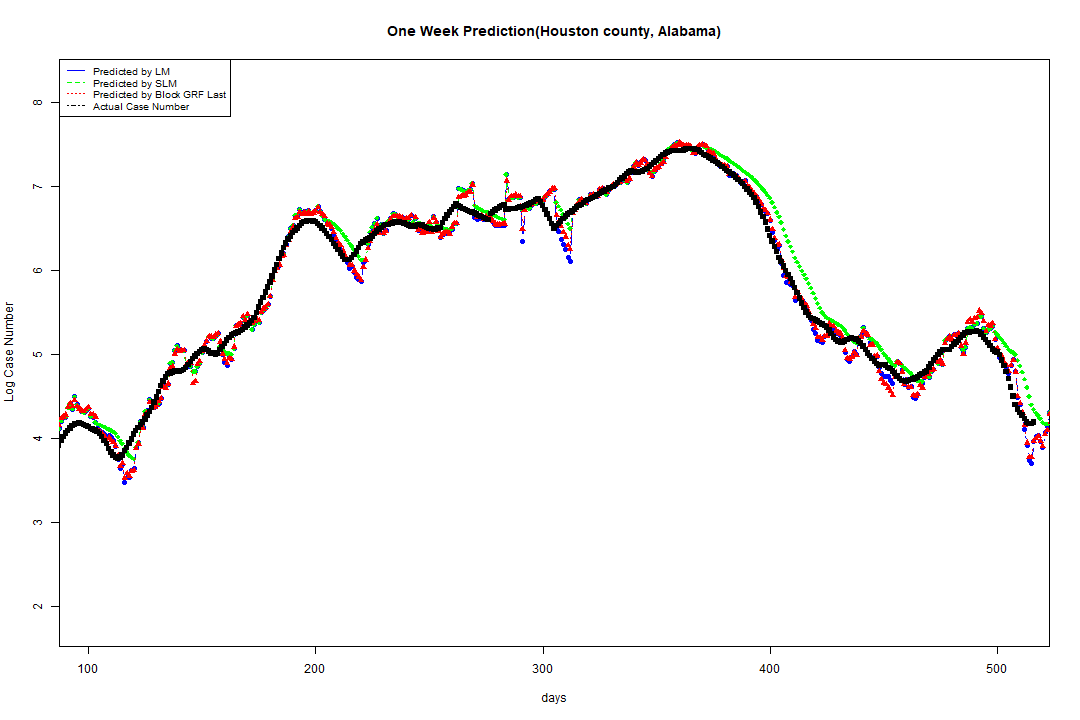 One Week Prediction(Houston county, Alabama)
Predicted by LM
Predicted by SLM
Predicted by Block GRF Last
Actual Case Number
8
7
6
5
4
3
2
Log Case Number
100 200 300 400 500
days